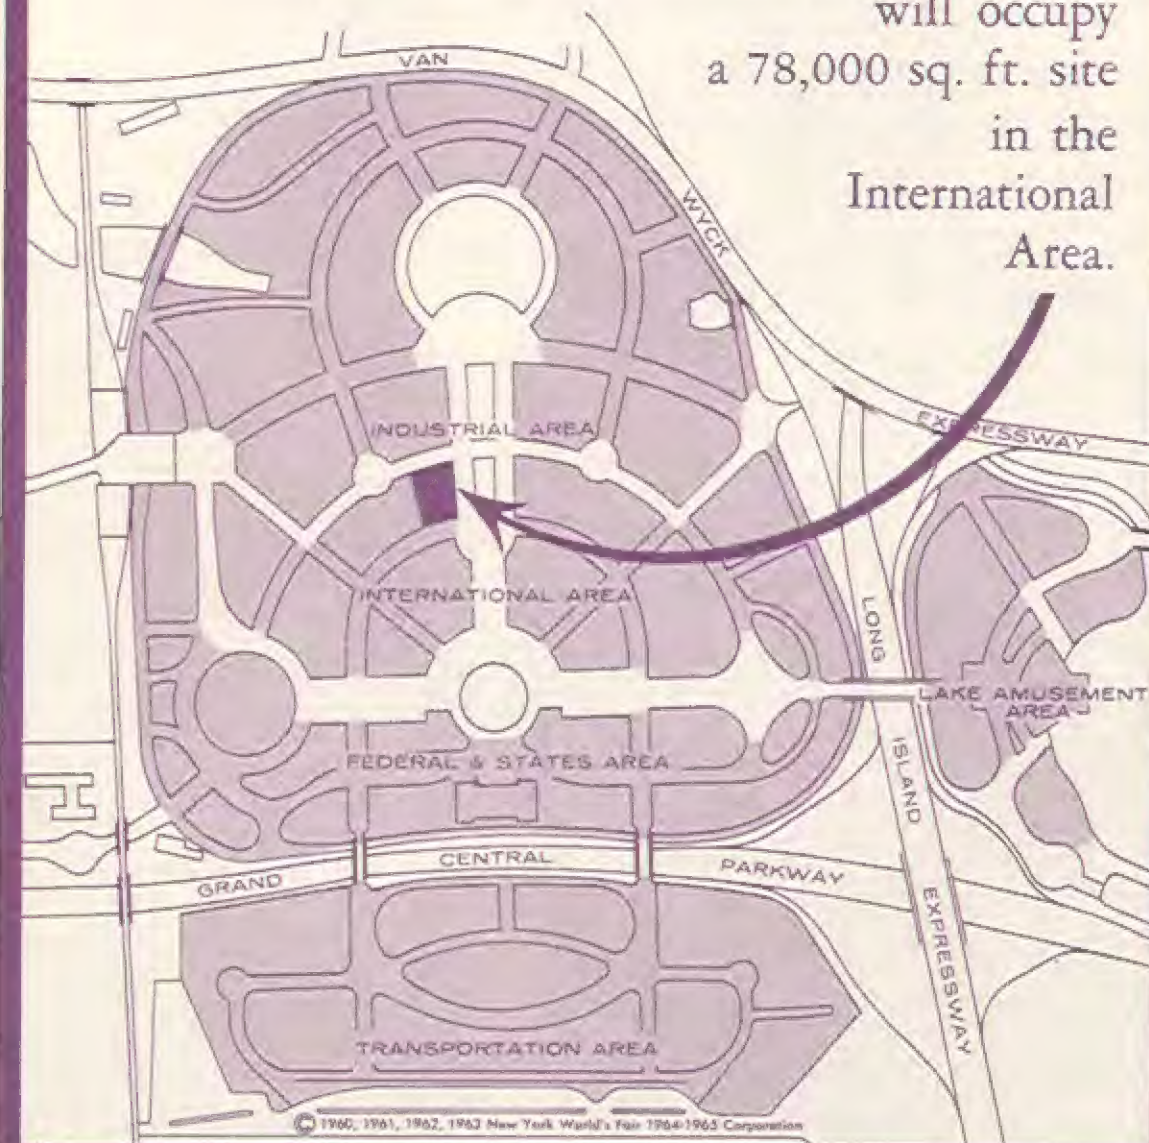 will occupy
a 78,000 sq. ft. site
in the
International
Area.
VAN
WYCK
EXPRESSWAY
INDUSTRIAL AREA
INTERNATIONAL AREA
LONG
ISLAND
EXPRESSWAY
LAKE AMUSEMENT
AREA
FEDERAL & STATES AREA
GRAND
CENTRAL
PARKWAY
TRANSPORTATION AREA
© 1960, 1961, 1962, 1963 New York World's Fair 1964-1965 Corporation